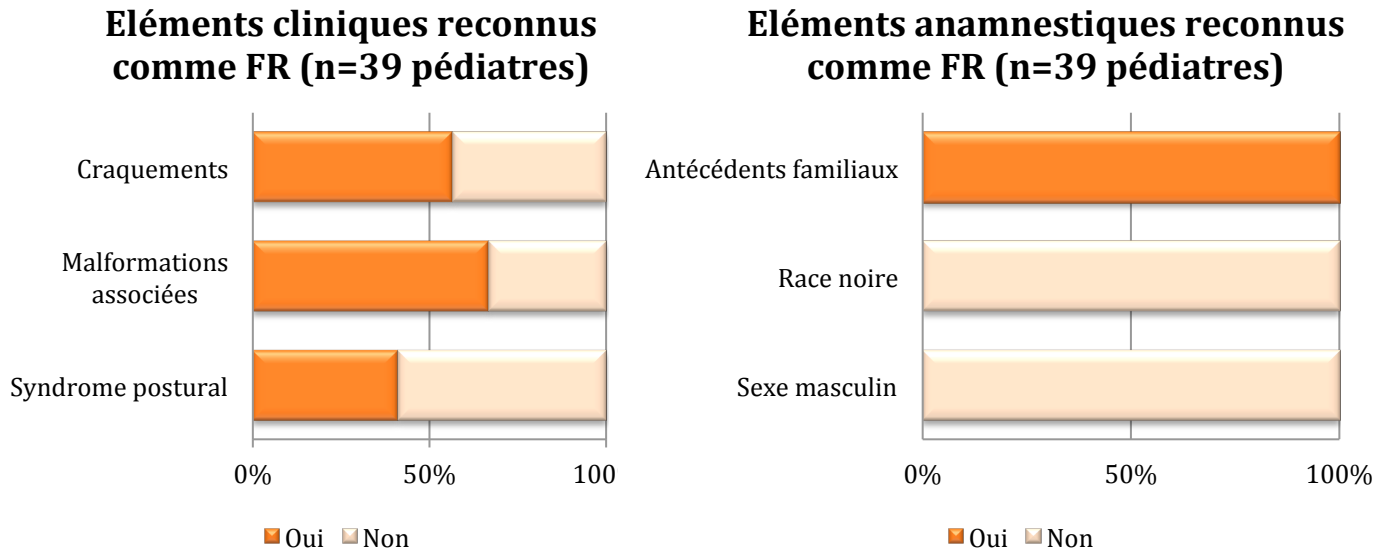 Eléments cliniques reconnus
comme FR (n=39 pédiatres)
Craquements
Malformations
associées
Syndrome postural
0% 50% 100
Oui Non
Eléments anamnestiques reconnus
comme FR (n=39 pédiatres)
Antécédents familiaux
Race noire
Sexe masculin
0% 50% 100%
Oui Non